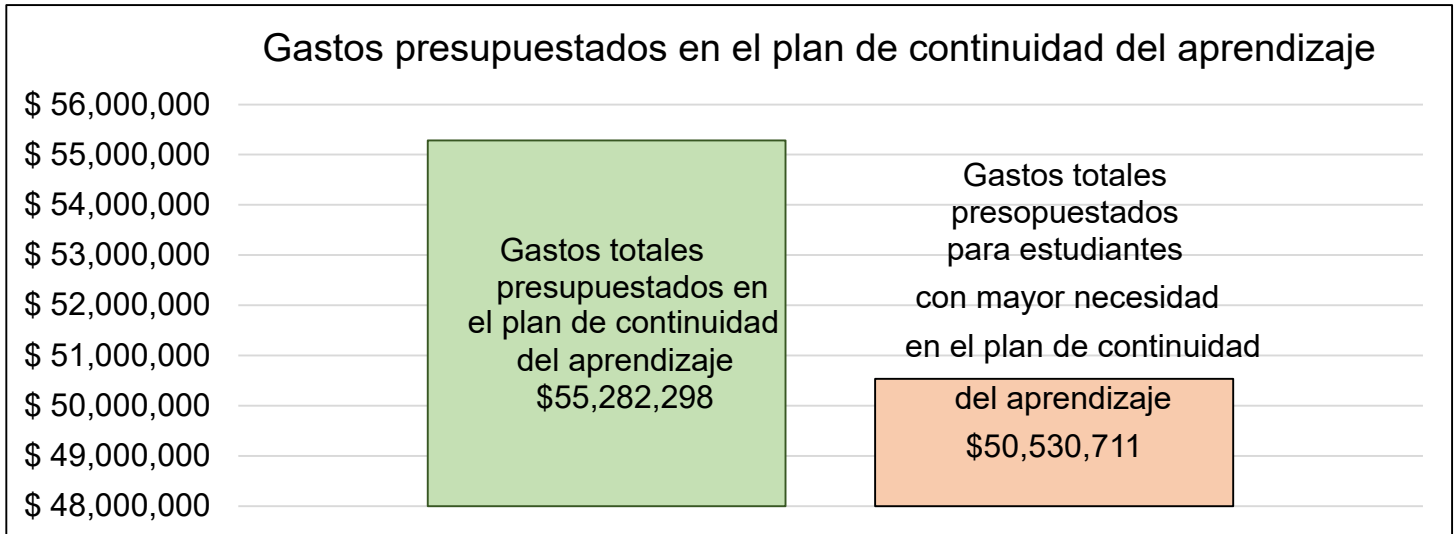 Gastos presupuestados en el plan de continuidad del aprendizaje
$ 56,000,000
$ 55,000,000
$ 54,000,000
$ 53,000,000
$ 52,000,000
$ 51,000,000
$ 50,000,000
$ 49,000,000
$ 48,000,000
Gastos totales
presupuestados en
el plan de continuidad
del aprendizaje
$55,282,298
Gastos totales
presopuestados
para estudiantes
con mayor necesidad
en el plan de continuidad
del aprendizaje
$50,530,711